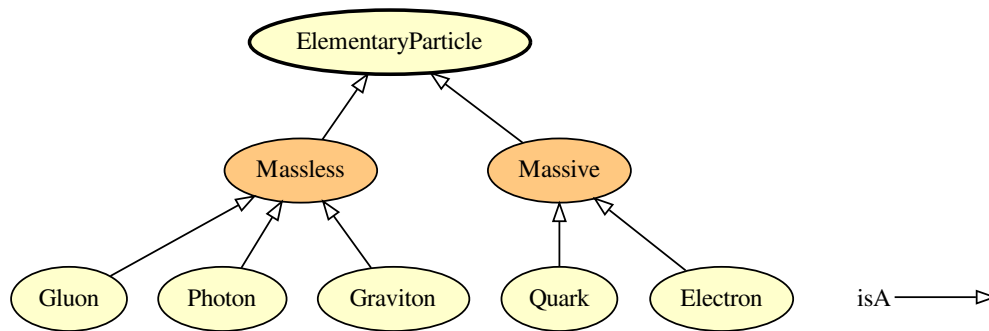 ElementaryParticle
Massless
Massive
Gluon
Photon
Graviton
Quark
Electron
isA